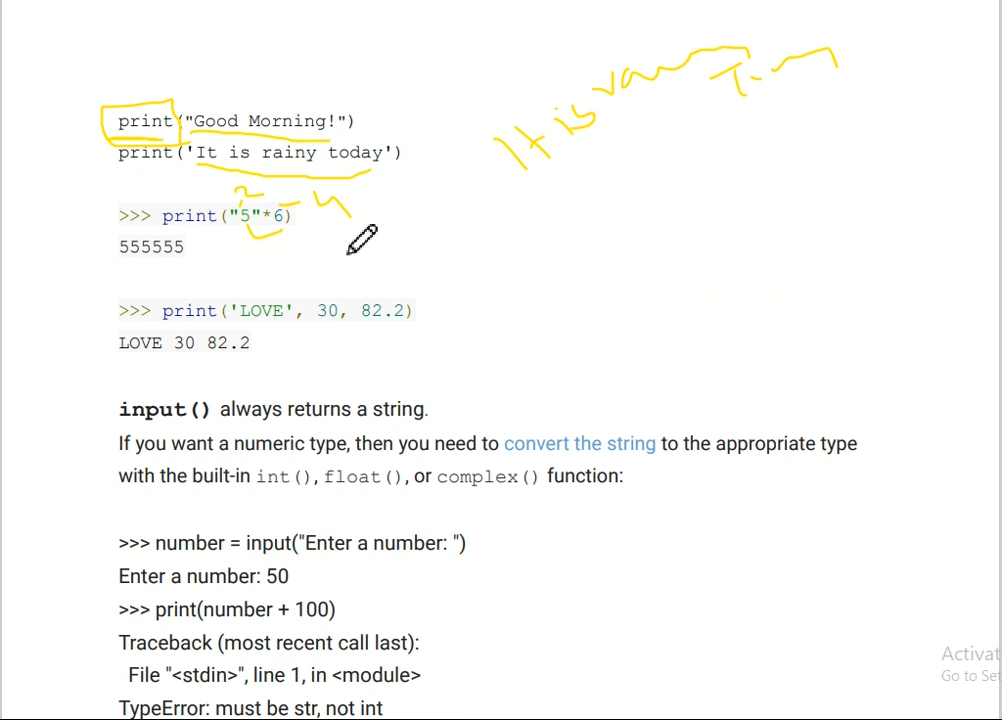 It is
print("Good Morning!")
print('It is rainy today')
>>> print("5"*6)
555555
>>> print('LOVE', 30, 82.2)
LOVE 30 82.2
input() always returns a string.
If you want a numeric type, then you need to convert the string to the appropriate type
with the built-in int(), float(), or complex() function:
>>> number = input("Enter a number: ")
Enter a number: 50
>>> print(number + 100)
Traceback (most recent call last):
File "<stdin>", line 1, in <module>
Activat
Go to Set
TypeError: must be str, not int